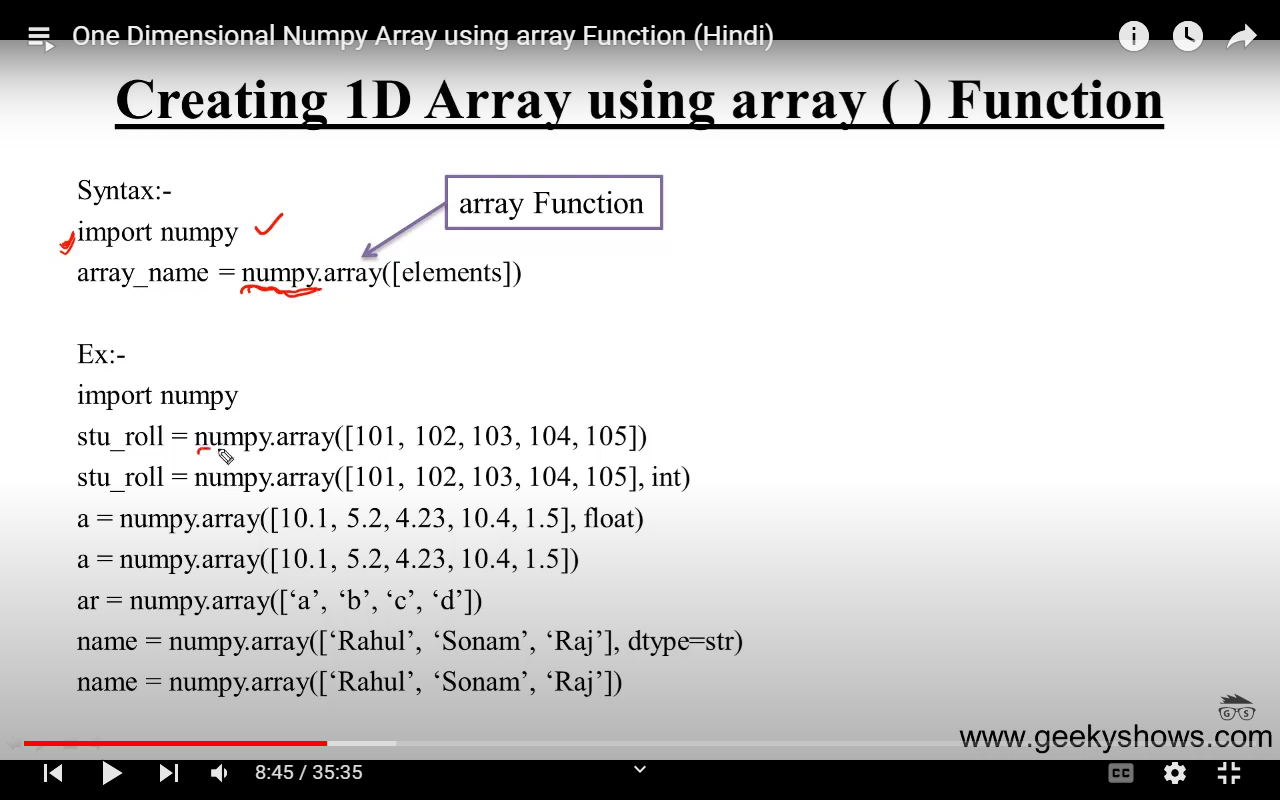 One Dimensional Numpy Array using array Function (Hindi)
Creating 1D Array using array ( ) Function
Syntax:-
array Function
import numpy
array_name = numpy.array([elements])
Ex:-
import numpy
stu_roll = numpy.array([101, 102, 103, 104, 105])
stu_roll = numpy.array([101, 102, 103, 104, 105], int)
a = numpy.array([10.1, 5.2, 4.23, 10.4, 1.5], float)
a = numpy.array([10.1, 5.2, 4.23, 10.4, 1.5])
ar = numpy.array([‘a’, ‘b’, ‘c’, ‘d’])
name = numpy.array([‘Rahul’, ‘Sonam’, ‘Raj’], dtype=str)
name = numpy.array([‘Rahul’, ‘Sonam’, ‘Raj’])
G S
www.geekyshows.com
8:45 / 35:35
CC